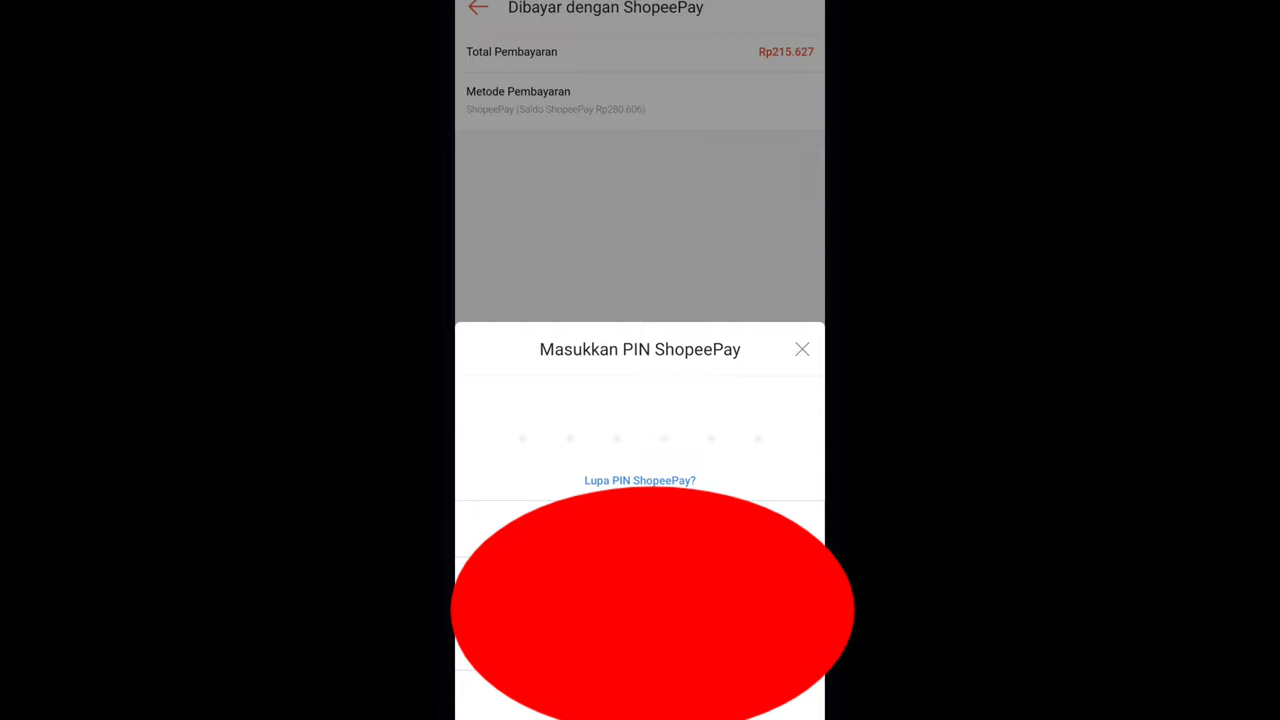 Dibayar dengan ShopeePay
Total Pembayaran Rp215.627
Metode Pembayaran
ShopeePay (Saldo ShopeePay Rp280.606)
Masukkan PIN ShopeePay
Lupa PIN ShopeePay?